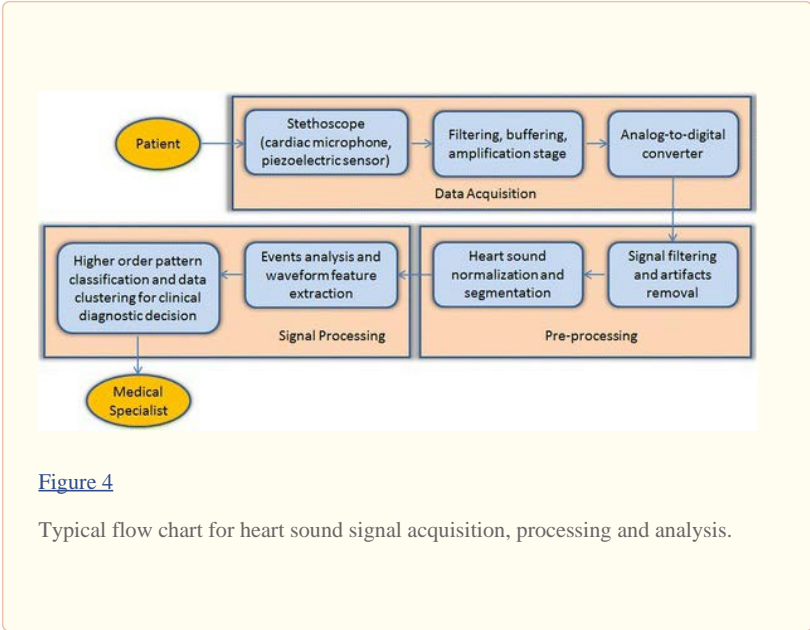 Patient
Stethoscope
(cardiac microphone,
piezoelectric sensor)
Filtering, buffering,
amplification stage
Analog-to-digital
converter
Data Acquisition
Signal filtering
and artifacts
removal
Heart sound
normalization and
segmentation
Pre-processing
Events analysis and
waveform feature
extraction
Higher order pattern
classification and data
clustering for clinical
diagnostic decision
Signal Processing
Medical
Specialist
Figure 4
Typical flow chart for heart sound signal acquisition, processing and analysis.